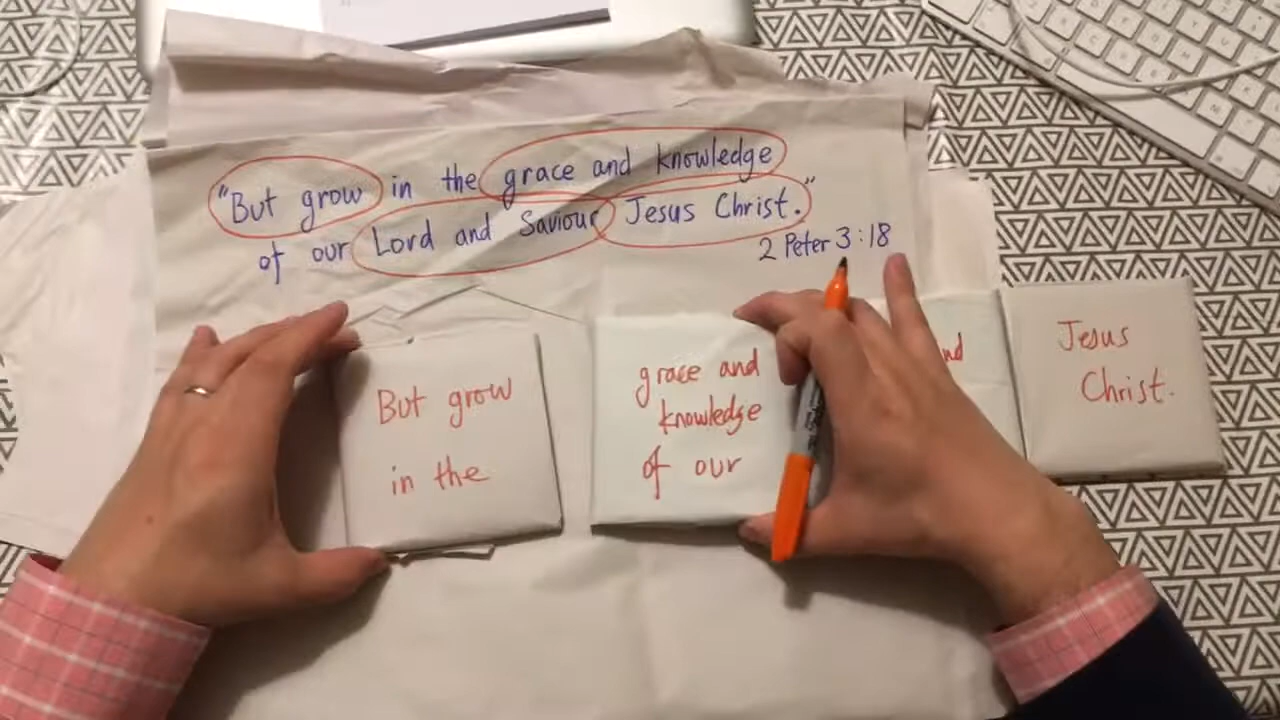 "But grow in the grace and knowledge
of our Lord and Saviour Jesus Christ."
2 Peter 3:18
But grow
in the
grace and
knowledge
of our
Jesus
Christ.